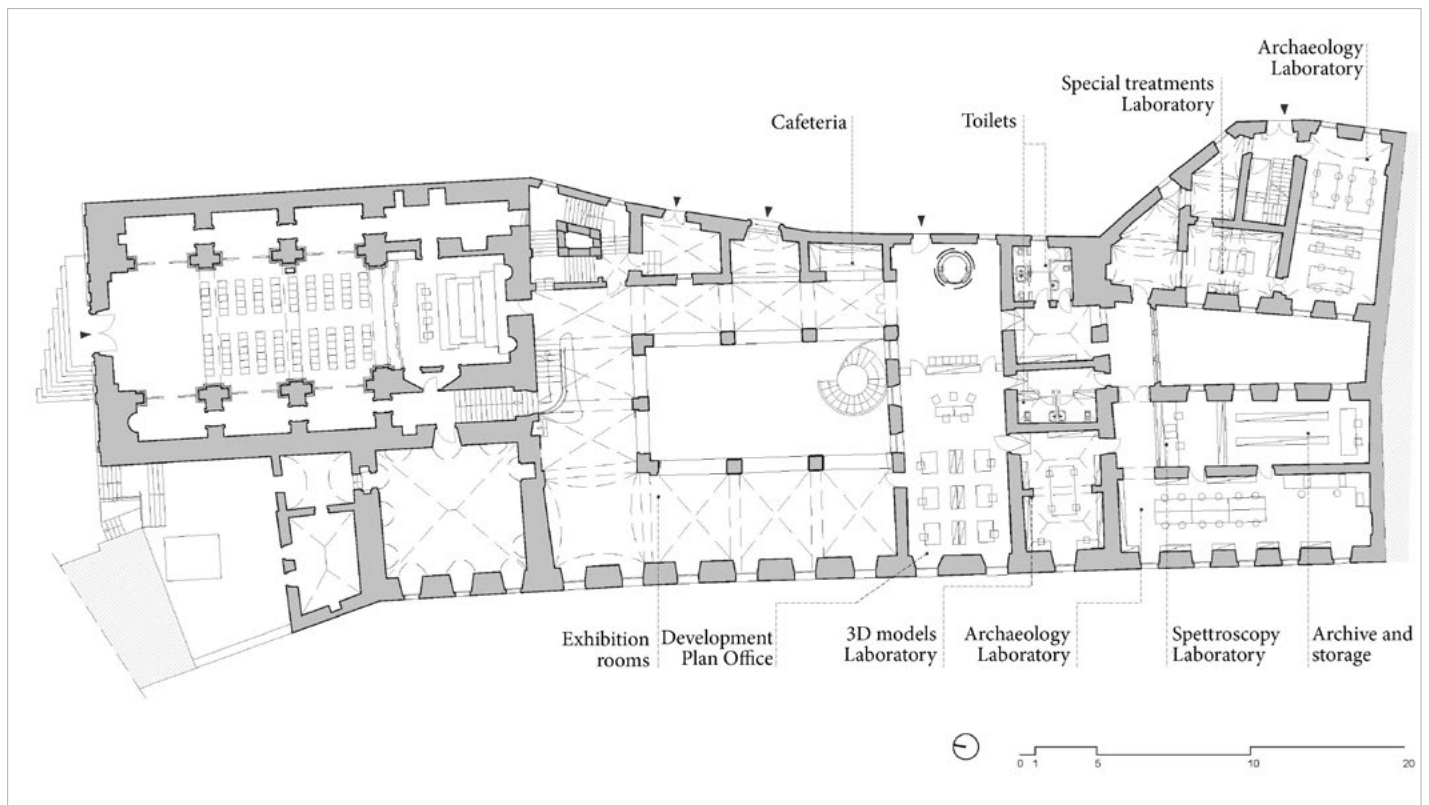 Archaeology
Laboratory
Special treatments
Laboratory
Cafeteria
Toilets
Exhibition
rooms
Development
Plan Office
3D models
Laboratory
Archaeology
Laboratory
Spettroscopy
Laboratory
Archive and
storage
0 1 5 10 20